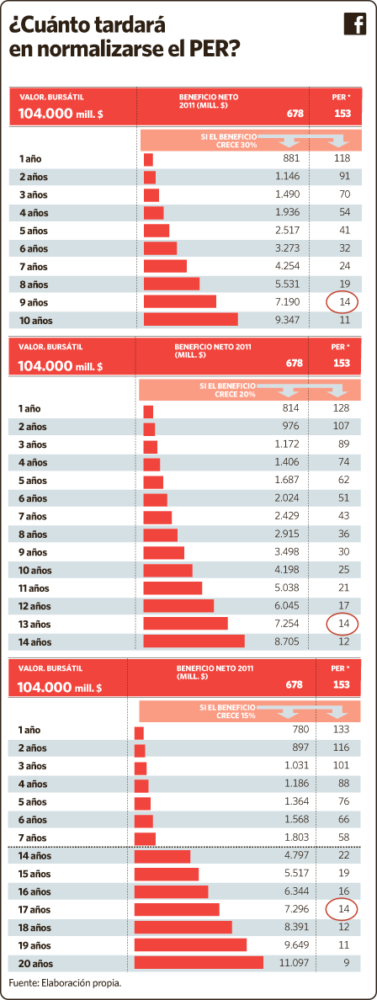 ¿Cuánto tardará
en normalizarse el PER?
f
VALOR. BURSÁTIL
104.000 mill. $
BENEFICIO NETO
2011 (MILL. $)
678
PER *
153
SI EL BENEFICIO
CRECE 30%
1 año 881 118
2 años 1.146 91
3 años 1.490 70
4 años 1.936 54
5 años 2.517 41
6 años 3.273 32
7 años 4.254 24
8 años 5.531 19
9 años 7.190 14
10 años 9.347 11
VALOR. BURSÁTIL
104.000 mill. $
BENEFICIO NETO 2011
(MILL. $)
678
PER *
153
SI EL BENEFICIO
CRECE 20%
1 año 814 128
2 años 976 107
3 años 1.172 89
4 años 1.406 74
5 años 1.687 62
6 años 2.024 51
7 años 2.429 43
8 años 2.915 36
9 años 3.498 30
10 años 4.198 25
11 años 5.038 21
12 años 6.045 17
13 años 7.254 14
14 años 8.705 12
VALOR. BURSÁTIL
104.000 mill. $
BENEFICIO NETO 2011
(MILL. $)
678
PER *
153
SI EL BENEFICIO
CRECE 15%
1 año 780 133
2 años 897 116
3 años 1.031 101
4 años 1.186 88
5 años 1.364 76
6 años 1.568 66
7 años 1.803 58
14 años 4.797 22
15 años 5.517 19
16 años 6.344 16
17 años 7.296 14
18 años 8.391 12
19 años 9.649 11
20 años 11.097 9
Fuente: Elaboración propia.